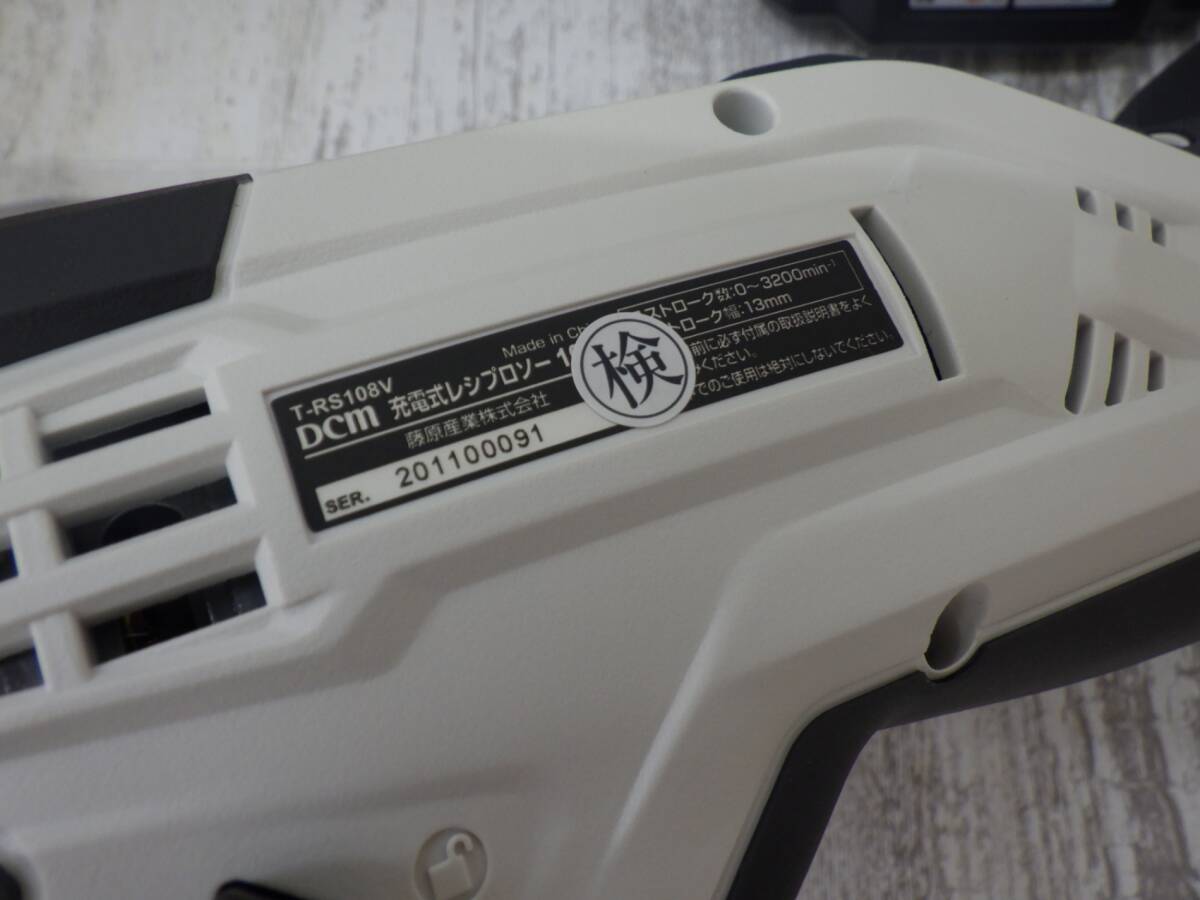 T-RS108V
Made in
DCM 充電式レシプロソー
藤原産業株式会社
SER. 201100091
検
ストローク数:0～3200min⁻¹
トローク幅:13mm
前に必ず付属の取扱説明書をよく
ください。
でのご使用は絶対にしないでください。